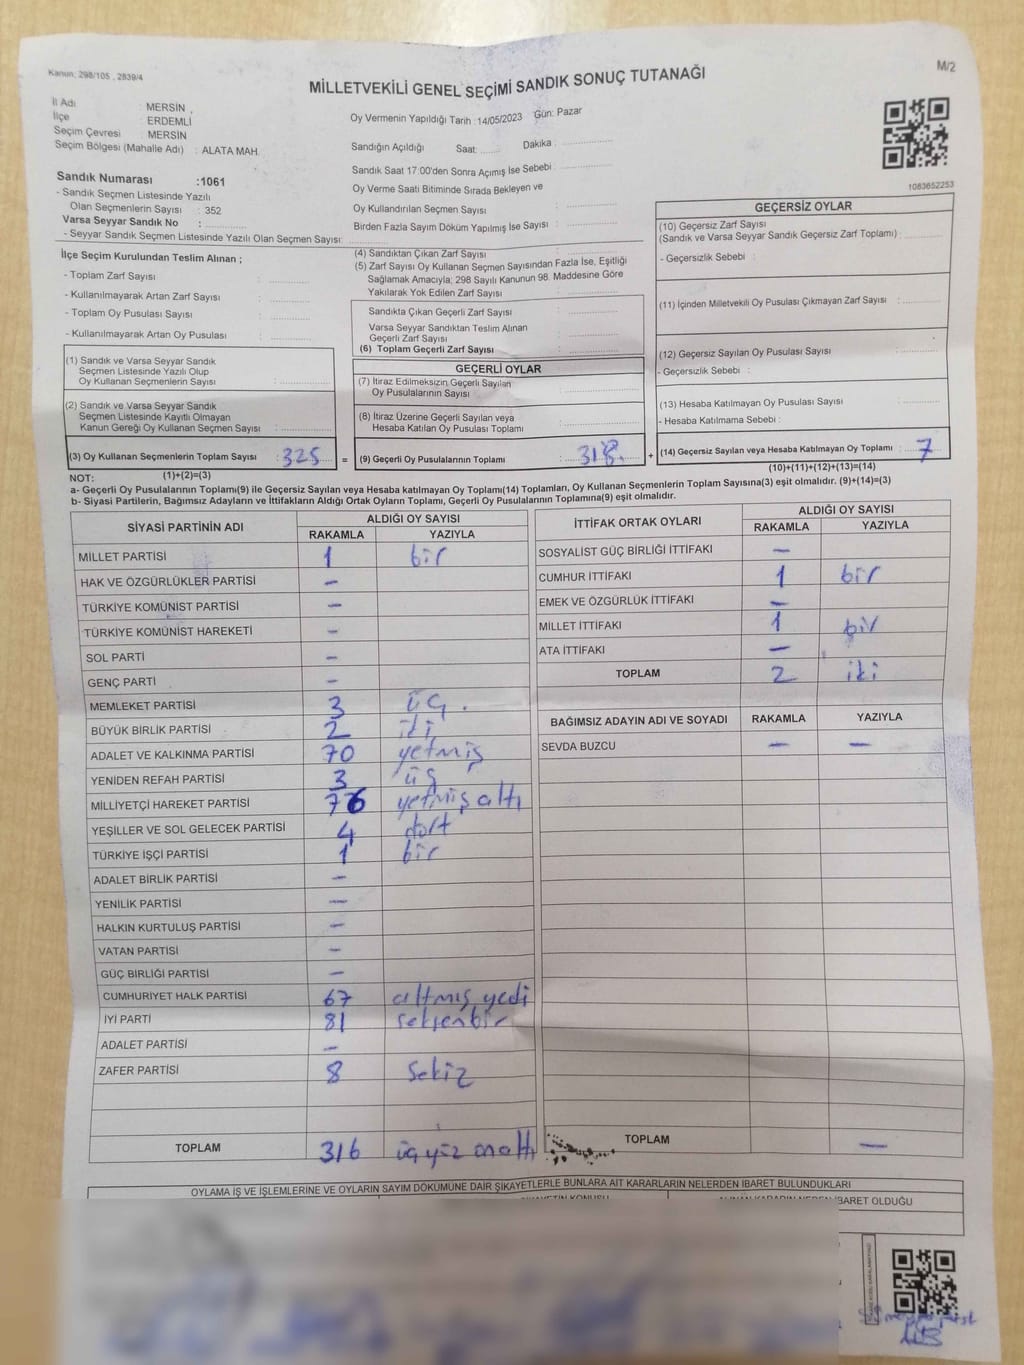 Kanun; 298/105 , 2839/4
M/2
MİLLETVEKİLİ GENEL SEÇİMİ SANDIK SONUÇ TUTANAĞI
İl Adı : MERSİN
İlçe : ERDEMLİ
Seçim Çevresi : MERSİN
Seçim Bölgesi (Mahalle Adı) : ALATA MAH.
Sandık Numarası :1061
- Sandık Seçmen Listesinde Yazılı
Olan Seçmenlerin Sayısı : 352
Varsa Seyyar Sandık No :
- Seyyar Sandık Seçmen Listesinde Yazılı Olan Seçmen Sayısı:
Oy Vermenin Yapıldığı Tarih : 14/05/2023 Gün: Pazar
Sandığın Açıldığı Saat: Dakika :
Sandık Saat 17:00'den Sonra Açımış İse Sebebi :
Oy Verme Saati Bitiminde Sırada Bekleyen ve
Oy Kullandırılan Seçmen Sayısı :
Birden Fazla Sayım Döküm Yapılmış İse Sayısı :
1083652253
İlçe Seçim Kurulundan Teslim Alınan ;
- Toplam Zarf Sayısı :
- Kullanılmayarak Artan Zarf Sayısı :
- Toplam Oy Pusulası Sayısı :
- Kullanılmayarak Artan Oy Pusulası :
(4) Sandıktan Çıkan Zarf Sayısı :
(5) Zarf Sayısı Oy Kullanan Seçmen Sayısından Fazla İse, Eşitliği
Sağlamak Amacıyla; 298 Sayılı Kanunun 98. Maddesine Göre
Yakılarak Yok Edilen Zarf Sayısı :
Sandıkta Çıkan Geçerli Zarf Sayısı :
Varsa Seyyar Sandıktan Teslim Alınan
Geçerli Zarf Sayısı :
(6) Toplam Geçerli Zarf Sayısı :
GEÇERSİZ OYLAR
(10) Geçersiz Zarf Sayısı
(Sandık ve Varsa Seyyar Sandık Geçersiz Zarf Toplamı) :
- Geçersizlik Sebebi :
(11) İçinden Milletvekili Oy Pusulası Çıkmayan Zarf Sayısı :
(12) Geçersiz Sayılan Oy Pusulası Sayısı :
- Geçersizlik Sebebi :
(13) Hesaba Katılmayan Oy Pusulası Sayısı :
- Hesaba Katılmama Sebebi :
(1) Sandık ve Varsa Seyyar Sandık
Seçmen Listesinde Yazılı Olup
Oy Kullanan Seçmenlerin Sayısı :
(2) Sandık ve Varsa Seyyar Sandık
Seçmen Listesinde Kayıtlı Olmayan
Kanun Gereği Oy Kullanan Seçmen Sayısı :
GEÇERLİ OYLAR
(7) İtiraz Edilmeksizin Geçerli Sayılan
Oy Pusulalarının Sayısı :
(8) İtiraz Üzerine Geçerli Sayılan veya
Hesaba Katılan Oy Pusulası Toplamı :
(3) Oy Kullanan Seçmenlerin Toplam Sayısı : 325 = (9) Geçerli Oy Pusulalarının Toplamı : 318. + (14) Geçersiz Sayılan veya Hesaba Katılmayan Oy Toplamı : 7
NOT: (1)+(2)=(3) (10)+(11)+(12)+(13)=(14)
a- Geçerli Oy Pusulalarının Toplamı(9) ile Geçersiz Sayılan veya Hesaba katılmayan Oy Toplamı(14) Toplamları, Oy Kullanan Seçmenlerin Toplam Sayısına(3) eşit olmalıdır. (9)+(14)=(3)
b- Siyasi Partilerin, Bağımsız Adayların ve İttifakların Aldığı Ortak Oyların Toplamı, Geçerli Oy Pusulalarının Toplamına(9) eşit olmalıdır.
SİYASİ PARTİNİN ADI ALDIĞI OY SAYISI
RAKAMLA YAZIYLA
MİLLET PARTİSİ 1 bir
HAK VE ÖZGÜRLÜKLER PARTİSİ -
TÜRKİYE KOMÜNİST PARTİSİ -
TÜRKİYE KOMÜNİST HAREKETİ -
SOL PARTİ -
GENÇ PARTİ -
MEMLEKET PARTİSİ 3 üç.
BÜYÜK BİRLİK PARTİSİ 2 iki
ADALET VE KALKINMA PARTİSİ 70 yetmiş
YENİDEN REFAH PARTİSİ 3 üç
MİLLİYETÇİ HAREKET PARTİSİ 76 yetmiş altı
YEŞİLLER VE SOL GELECEK PARTİSİ 4 dört
TÜRKİYE İŞÇİ PARTİSİ 1 bir
ADALET BİRLİK PARTİSİ -
YENİLİK PARTİSİ -
HALKIN KURTULUŞ PARTİSİ -
VATAN PARTİSİ -
GÜÇ BİRLİĞİ PARTİSİ -
CUMHURİYET HALK PARTİSİ 67 altmış yedi
İYİ PARTİ 81 seksenbir
ADALET PARTİSİ -
ZAFER PARTİSİ 8 sekiz
TOPLAM 316 üçyüz onaltı
İTTİFAK ORTAK OYLARI ALDIĞI OY SAYISI
RAKAMLA YAZIYLA
SOSYALİST GÜÇ BİRLİĞİ İTTİFAKI -
CUMHUR İTTİFAKI 1 bir
EMEK VE ÖZGÜRLÜK İTTİFAKI -
MİLLET İTTİFAKI 1 bir
ATA İTTİFAKI -
TOPLAM 2 iki
BAĞIMSIZ ADAYIN ADI VE SOYADI RAKAMLA YAZIYLA
SEVDA BUZCU - -
TOPLAM -
OYLAMA İŞ VE İŞLEMLERİNE VE OYLARIN SAYIM DÖKÜMÜNE DAİR ŞİKAYETLERLE BUNLARA AİT KARARLARIN NELERDEN İBARET BULUNDUKLARI
İBARET OLDUĞU